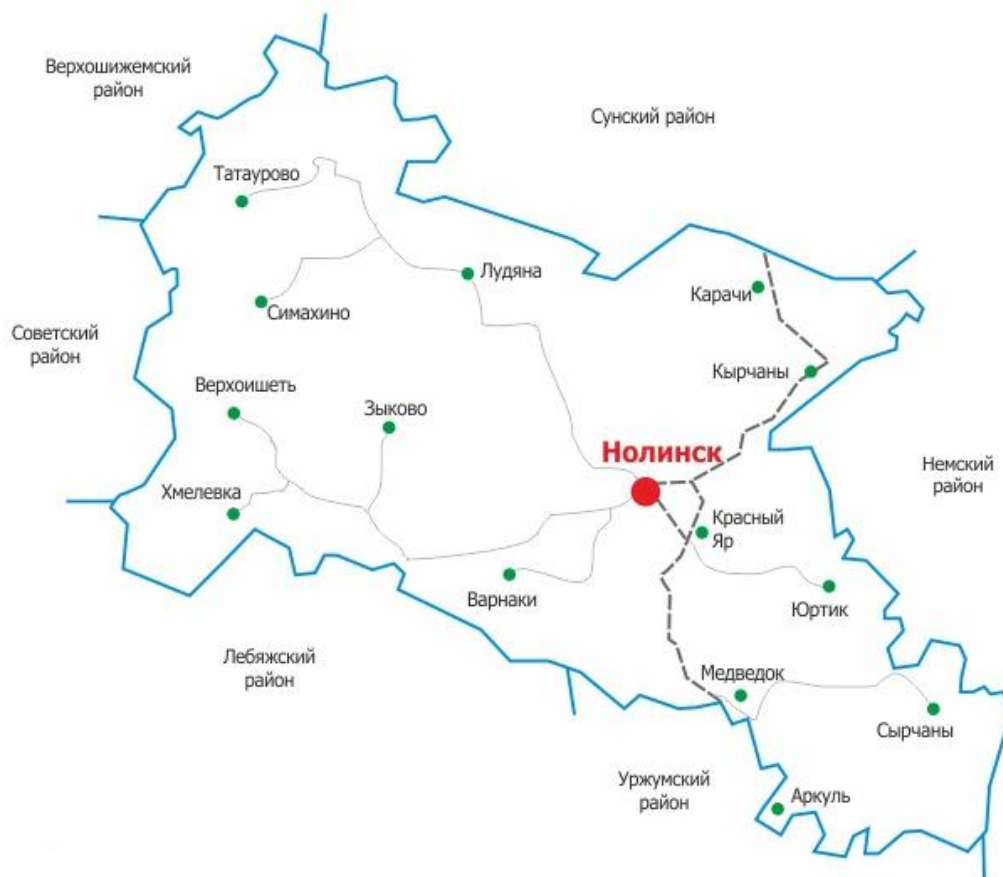 Верхошижемский
район
Сунский район
Татаурово
Лудяна
Карачи
Симахино
Советский
район
Кырчаны
Верхоишеть
Зыково
Нолинск
Немский
район
Хмелевка
Красный
Яр
Варнаки
Юртик
Лебяжский
район
Медведок
Сырчаны
Уржумский
район
Аркуль